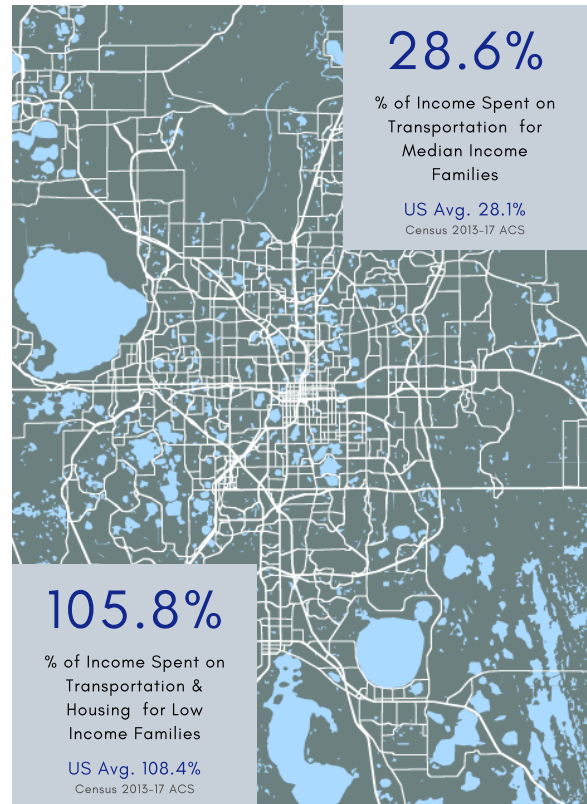 28.6%
% of Income Spent on
Transportation for
Median Income
Families
US Avg. 28.1%
Census 2013-17 ACS
105.8%
% of Income Spent on
Transportation &
Housing for Low
Income Families
US Avg. 108.4%
Census 2013-17 ACS